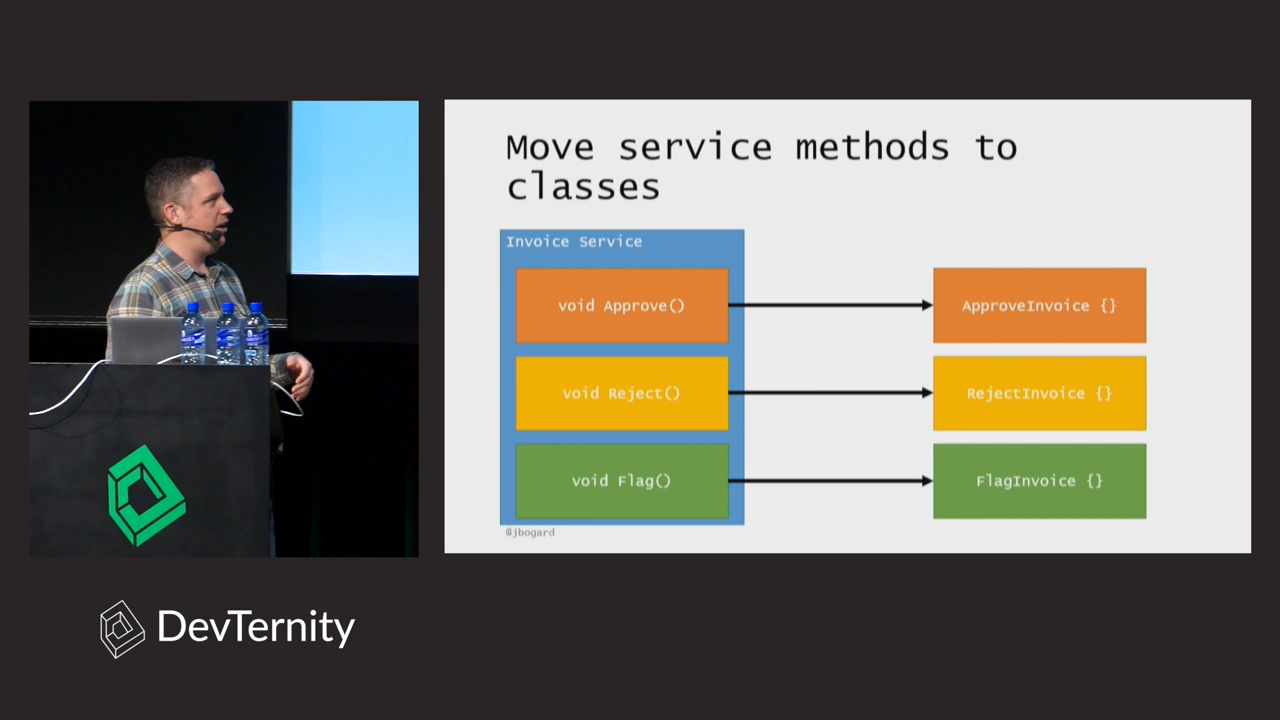 Move service methods to
classes
Invoice Service
void Approve()
ApproveInvoice {}
void Reject()
RejectInvoice {}
void Flag()
FlagInvoice {}
@jbogard
DevTernity